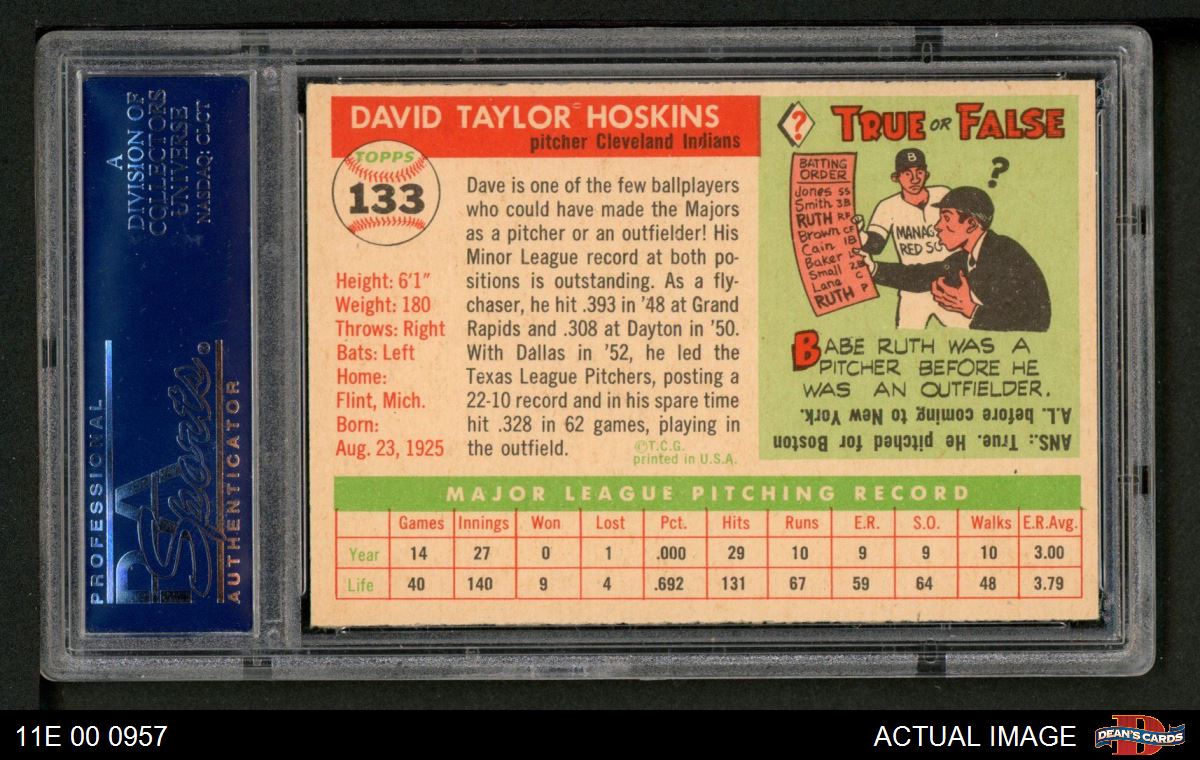 A
DIVISION OF
COLLECTORS
UNIVERSE
NASDAQ: CLCT
PROFESSIONAL
PSA
Sports®
AUTHENTICATOR
DAVID TAYLOR HOSKINS
pitcher Cleveland Indians
TOPPS
133
Height: 6'1"
Weight: 180
Throws: Right
Bats: Left
Home:
Flint, Mich.
Born:
Aug. 23, 1925
Dave is one of the few ballplayers
who could have made the Majors
as a pitcher or an outfielder! His
Minor League record at both po-
sitions is outstanding. As a fly-
chaser, he hit .393 in '48 at Grand
Rapids and .308 at Dayton in '50.
With Dallas in '52, he led the
Texas League Pitchers, posting a
22-10 record and in his spare time
hit .328 in 62 games, playing in
the outfield.
©T.C.G.
printed in U.S.A.
?
TRUE OR FALSE
BATTING
ORDER
Jones SS
Smith 3B
RUTH RF
Brown CF
Cain 1B
Baker LF
Small 2B
Lane C
RUTH P
B
?
MANAG
RED SO
BABE RUTH WAS A
PITCHER BEFORE HE
WAS AN OUTFIELDER.
ANS.: True. He pitched for Boston
A.L. before coming to New York.
MAJOR LEAGUE PITCHING RECORD
Games Innings Won Lost Pct. Hits Runs E.R. S.O. Walks E.R.Avg.
Year 14 27 0 1 .000 29 10 9 9 10 3.00
Life 40 140 9 4 .692 131 67 59 64 48 3.79
11E 00 0957
ACTUAL IMAGE
D
DEAN'S CARDS